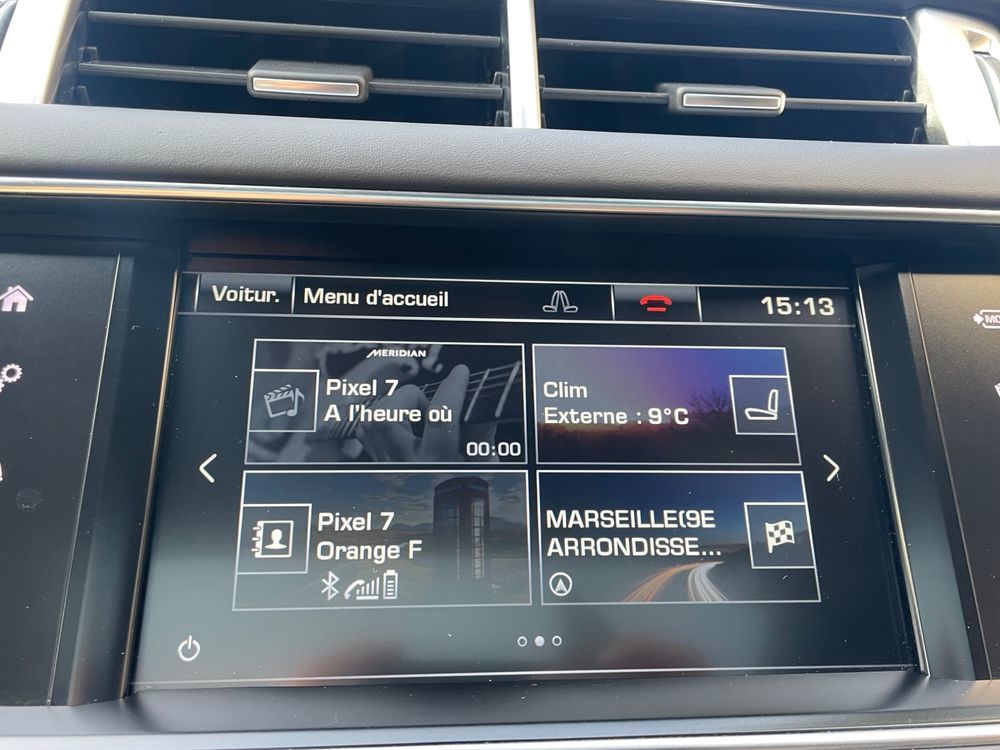 Voitur.
Menu d'accueil
15:13
MERIDIAN
Pixel 7
A l'heure où
00:00
Clim
Externe : 9°C
Pixel 7
Orange F
MARSEILLE(9E
ARRONDISSE...